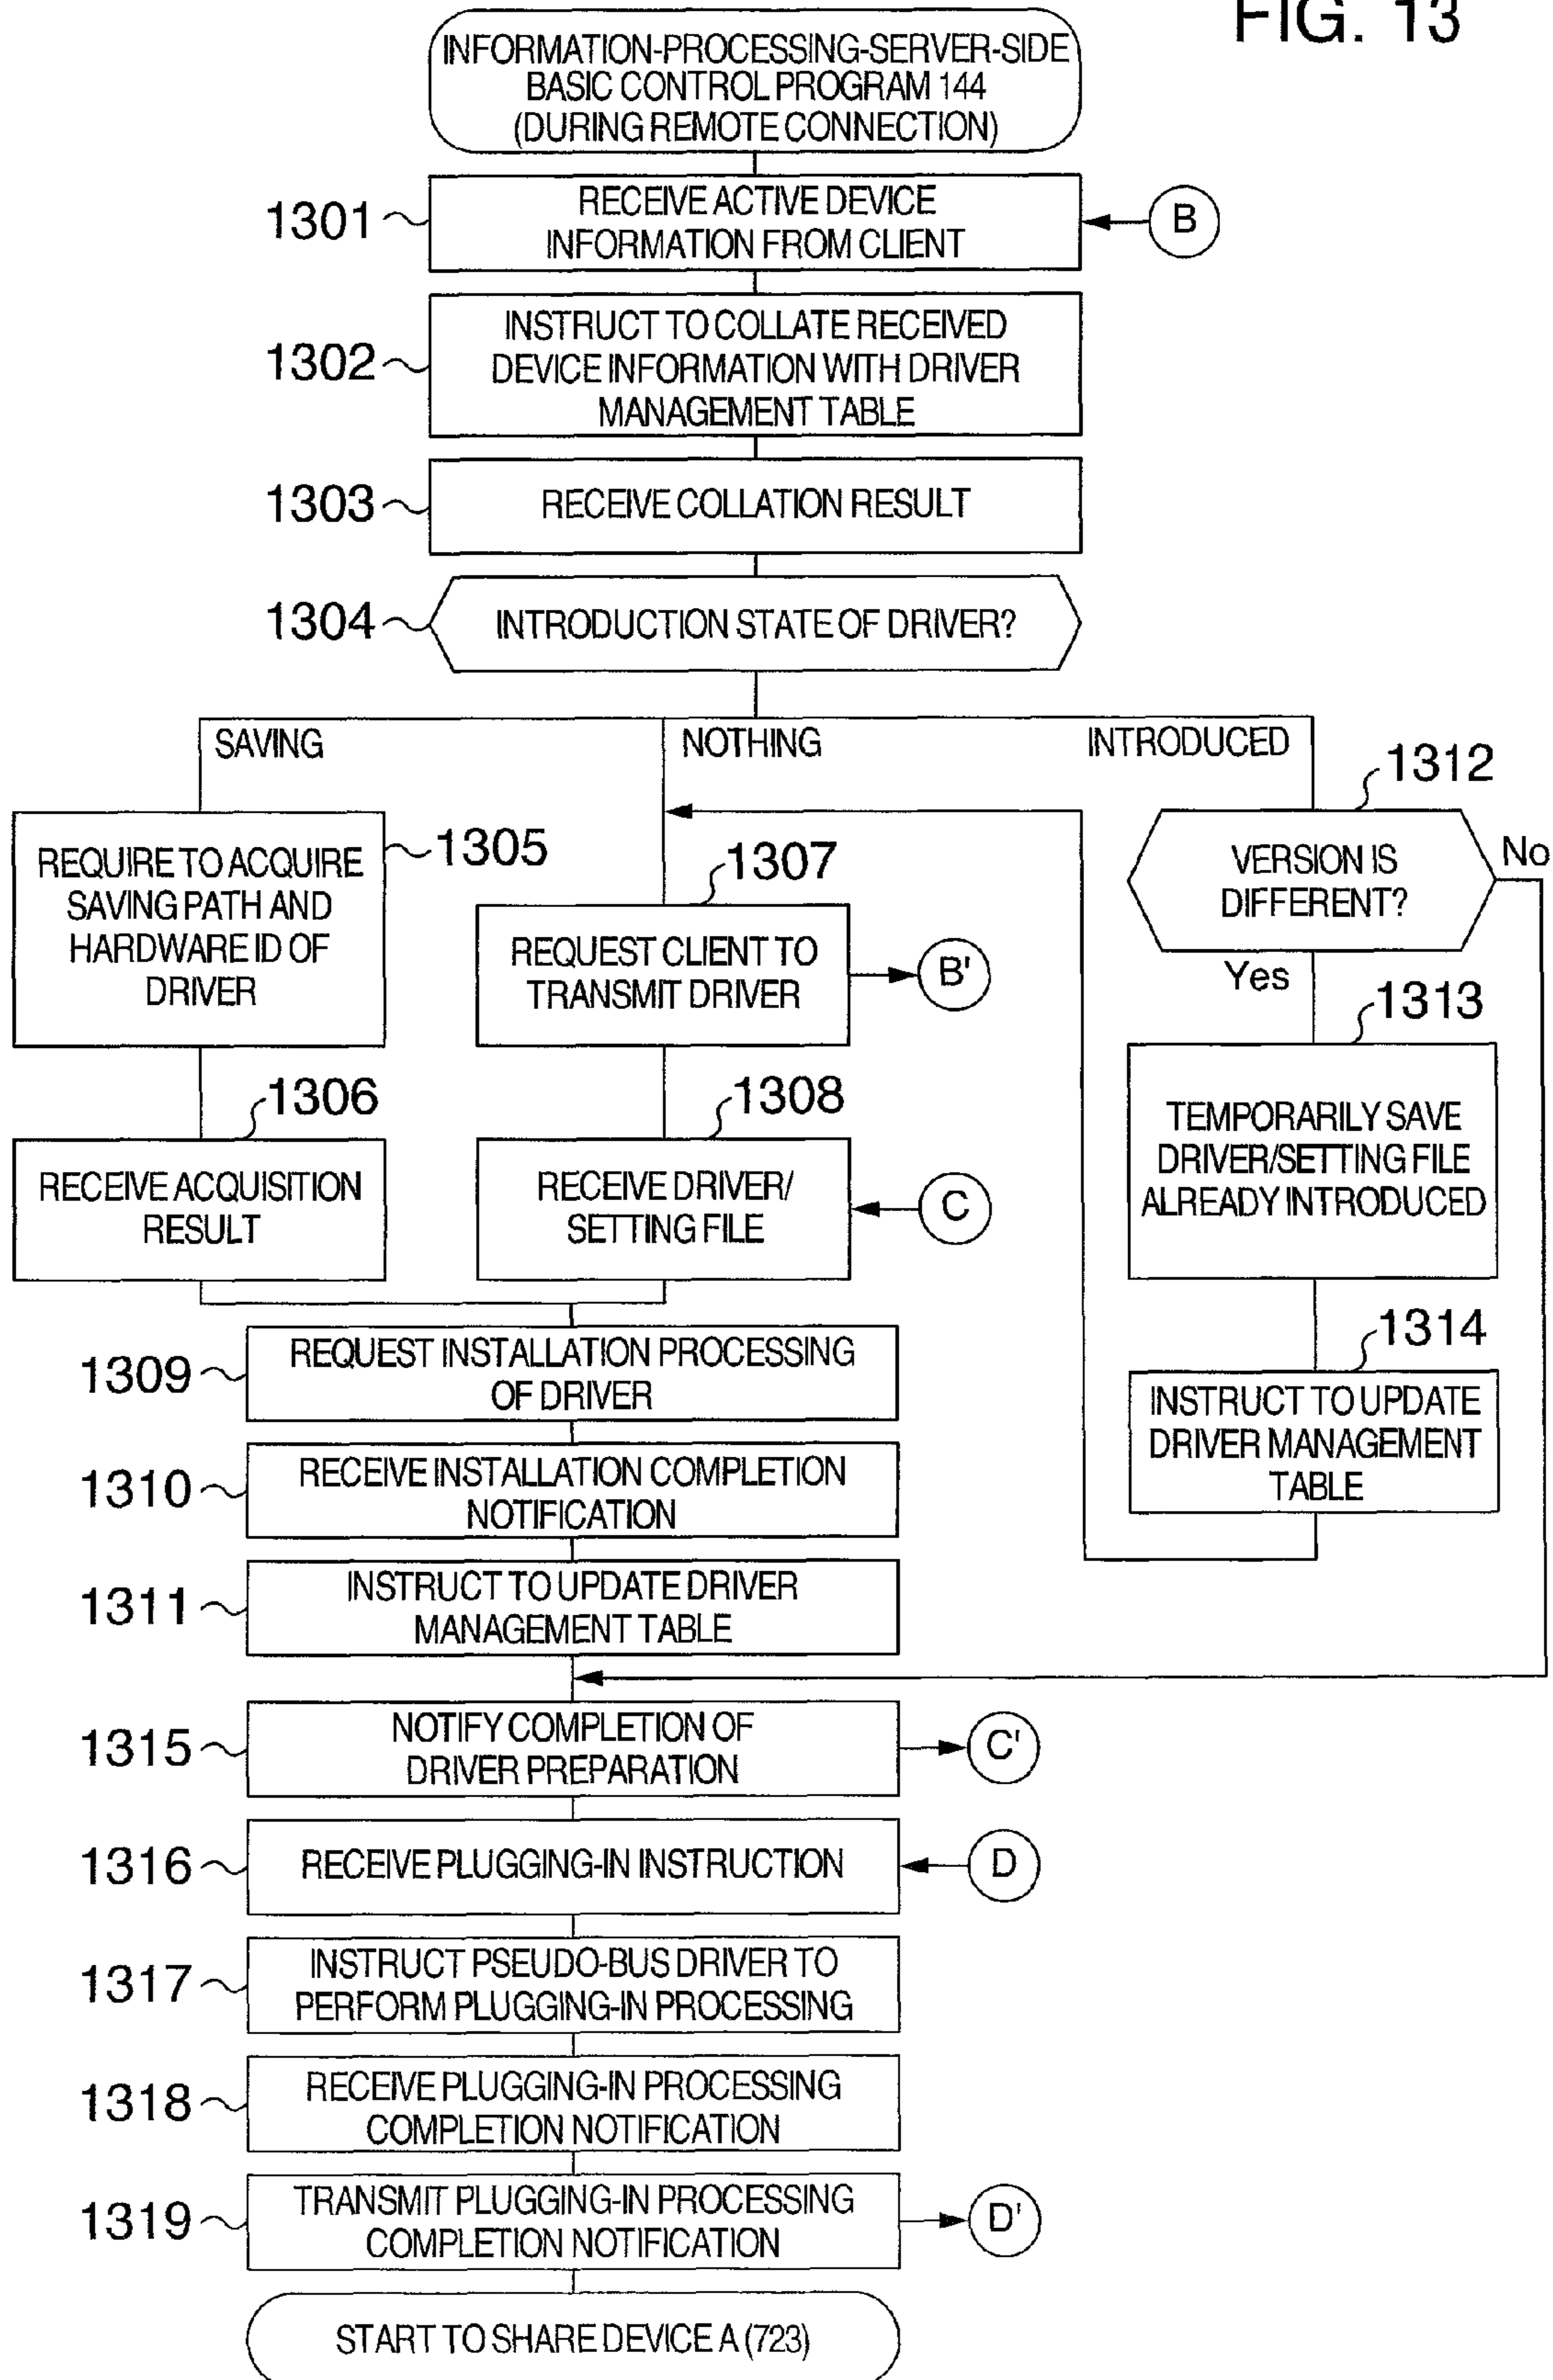 FIG. 13
INFORMATION-PROCESSING-SERVER-SIDE
BASIC CONTROL PROGRAM 144
(DURING REMOTE CONNECTION)
1301
RECEIVE ACTIVE DEVICE
INFORMATION FROM CLIENT
B
1302
INSTRUCT TO COLLATE RECEIVED
DEVICE INFORMATION WITH DRIVER
MANAGEMENT TABLE
1303
RECEIVE COLLATION RESULT
1304
INTRODUCTION STATE OF DRIVER?
SAVING
NOTHING
INTRODUCED
1305
REQUIRE TO ACQUIRE
SAVING PATH AND
HARDWARE ID OF
DRIVER
1306
RECEIVE ACQUISITION
RESULT
1307
REQUEST CLIENT TO
TRANSMIT DRIVER
B'
1308
RECEIVE DRIVER/
SETTING FILE
C
1312
VERSION IS
DIFFERENT?
No
Yes
1313
TEMPORARILY SAVE
DRIVER/SETTING FILE
ALREADY INTRODUCED
1314
INSTRUCT TO UPDATE
DRIVER MANAGEMENT
TABLE
1309
REQUEST INSTALLATION PROCESSING
OF DRIVER
1310
RECEIVE INSTALLATION COMPLETION
NOTIFICATION
1311
INSTRUCT TO UPDATE DRIVER
MANAGEMENT TABLE
1315
NOTIFY COMPLETION OF
DRIVER PREPARATION
C'
1316
RECEIVE PLUGGING-IN INSTRUCTION
D
1317
INSTRUCT PSEUDO-BUS DRIVER TO
PERFORM PLUGGING-IN PROCESSING
1318
RECEIVE PLUGGING-IN PROCESSING
COMPLETION NOTIFICATION
1319
TRANSMIT PLUGGING-IN PROCESSING
COMPLETION NOTIFICATION
D'
START TO SHARE DEVICE A (723)